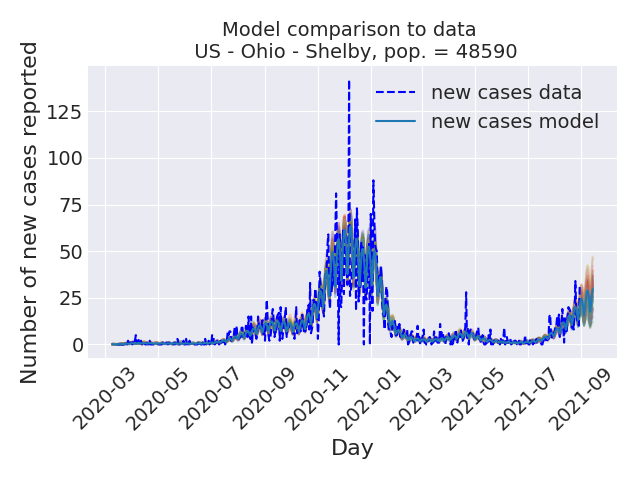 Model comparison to data
US - Ohio - Shelby, pop. = 48590
Number of new cases reported
125
100
75
50
25
0
new cases data
new cases model
2020-03
2020-05
2020-07
2020-09
2020-11
2021-01
2021-03
2021-05
2021-07
2021-09
Day